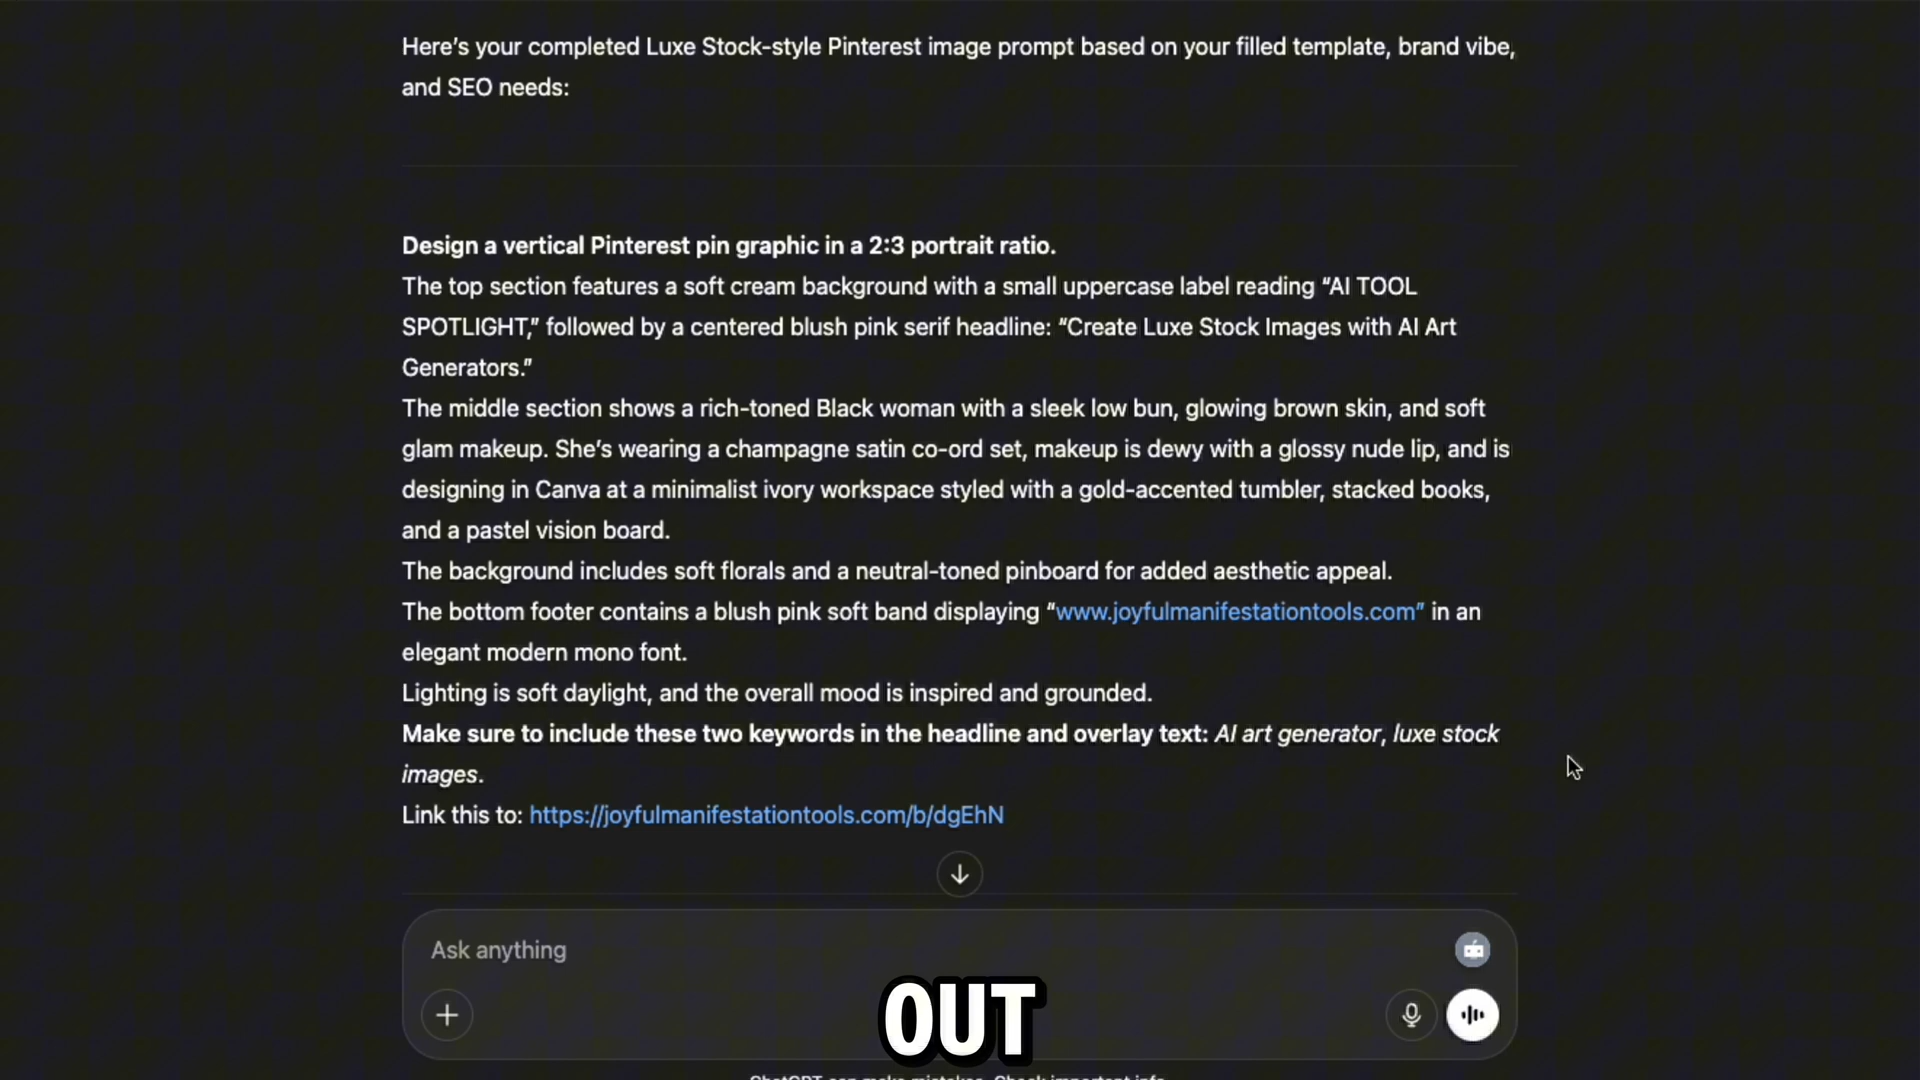 Here’s your completed Luxe Stock-style Pinterest image prompt based on your filled template, brand vibe,
and SEO needs:
Design a vertical Pinterest pin graphic in a 2:3 portrait ratio.
The top section features a soft cream background with a small uppercase label reading “AI TOOL
SPOTLIGHT,” followed by a centered blush pink serif headline: “Create Luxe Stock Images with AI Art
Generators.”
The middle section shows a rich-toned Black woman with a sleek low bun, glowing brown skin, and soft
glam makeup. She’s wearing a champagne satin co-ord set, makeup is dewy with a glossy nude lip, and is
designing in Canva at a minimalist ivory workspace styled with a gold-accented tumbler, stacked books,
and a pastel vision board.
The background includes soft florals and a neutral-toned pinboard for added aesthetic appeal.
The bottom footer contains a blush pink soft band displaying “www.joyfulmanifestationtools.com” in an
elegant modern mono font.
Lighting is soft daylight, and the overall mood is inspired and grounded.
Make sure to include these two keywords in the headline and overlay text: AI art generator, luxe stock
images.
Link this to: https://joyfulmanifestationtools.com/b/dgEhN
Ask anything
OUT
ChatGPT can make mistakes. Check important info.